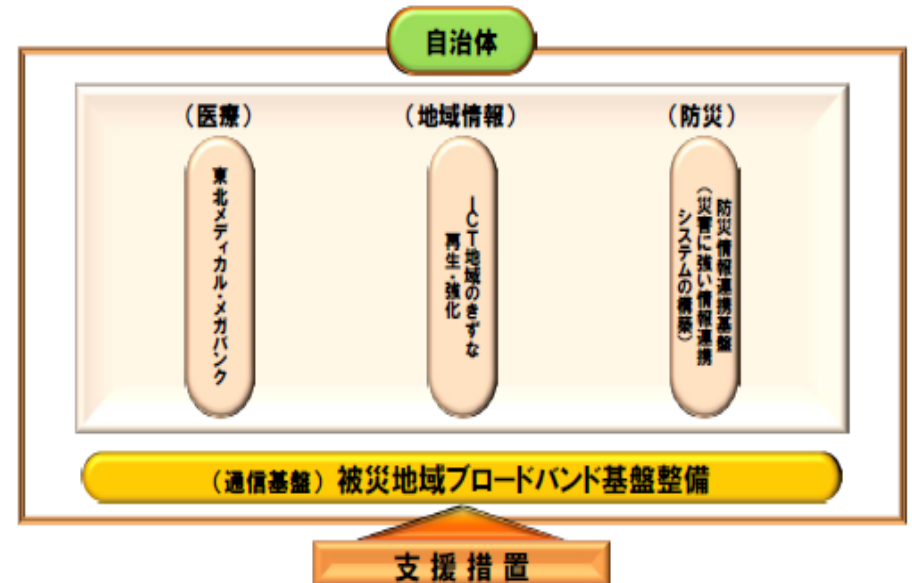 自治体
(医療)
(地域情報)
(防災)
東北メディカル・メガバンク
ICT地域のきずな
再生・強化
防災情報連携基盤
(災害に強い情報連携
システムの構築)
(通信基盤)被災地域ブロードバンド基盤整備
支援措置